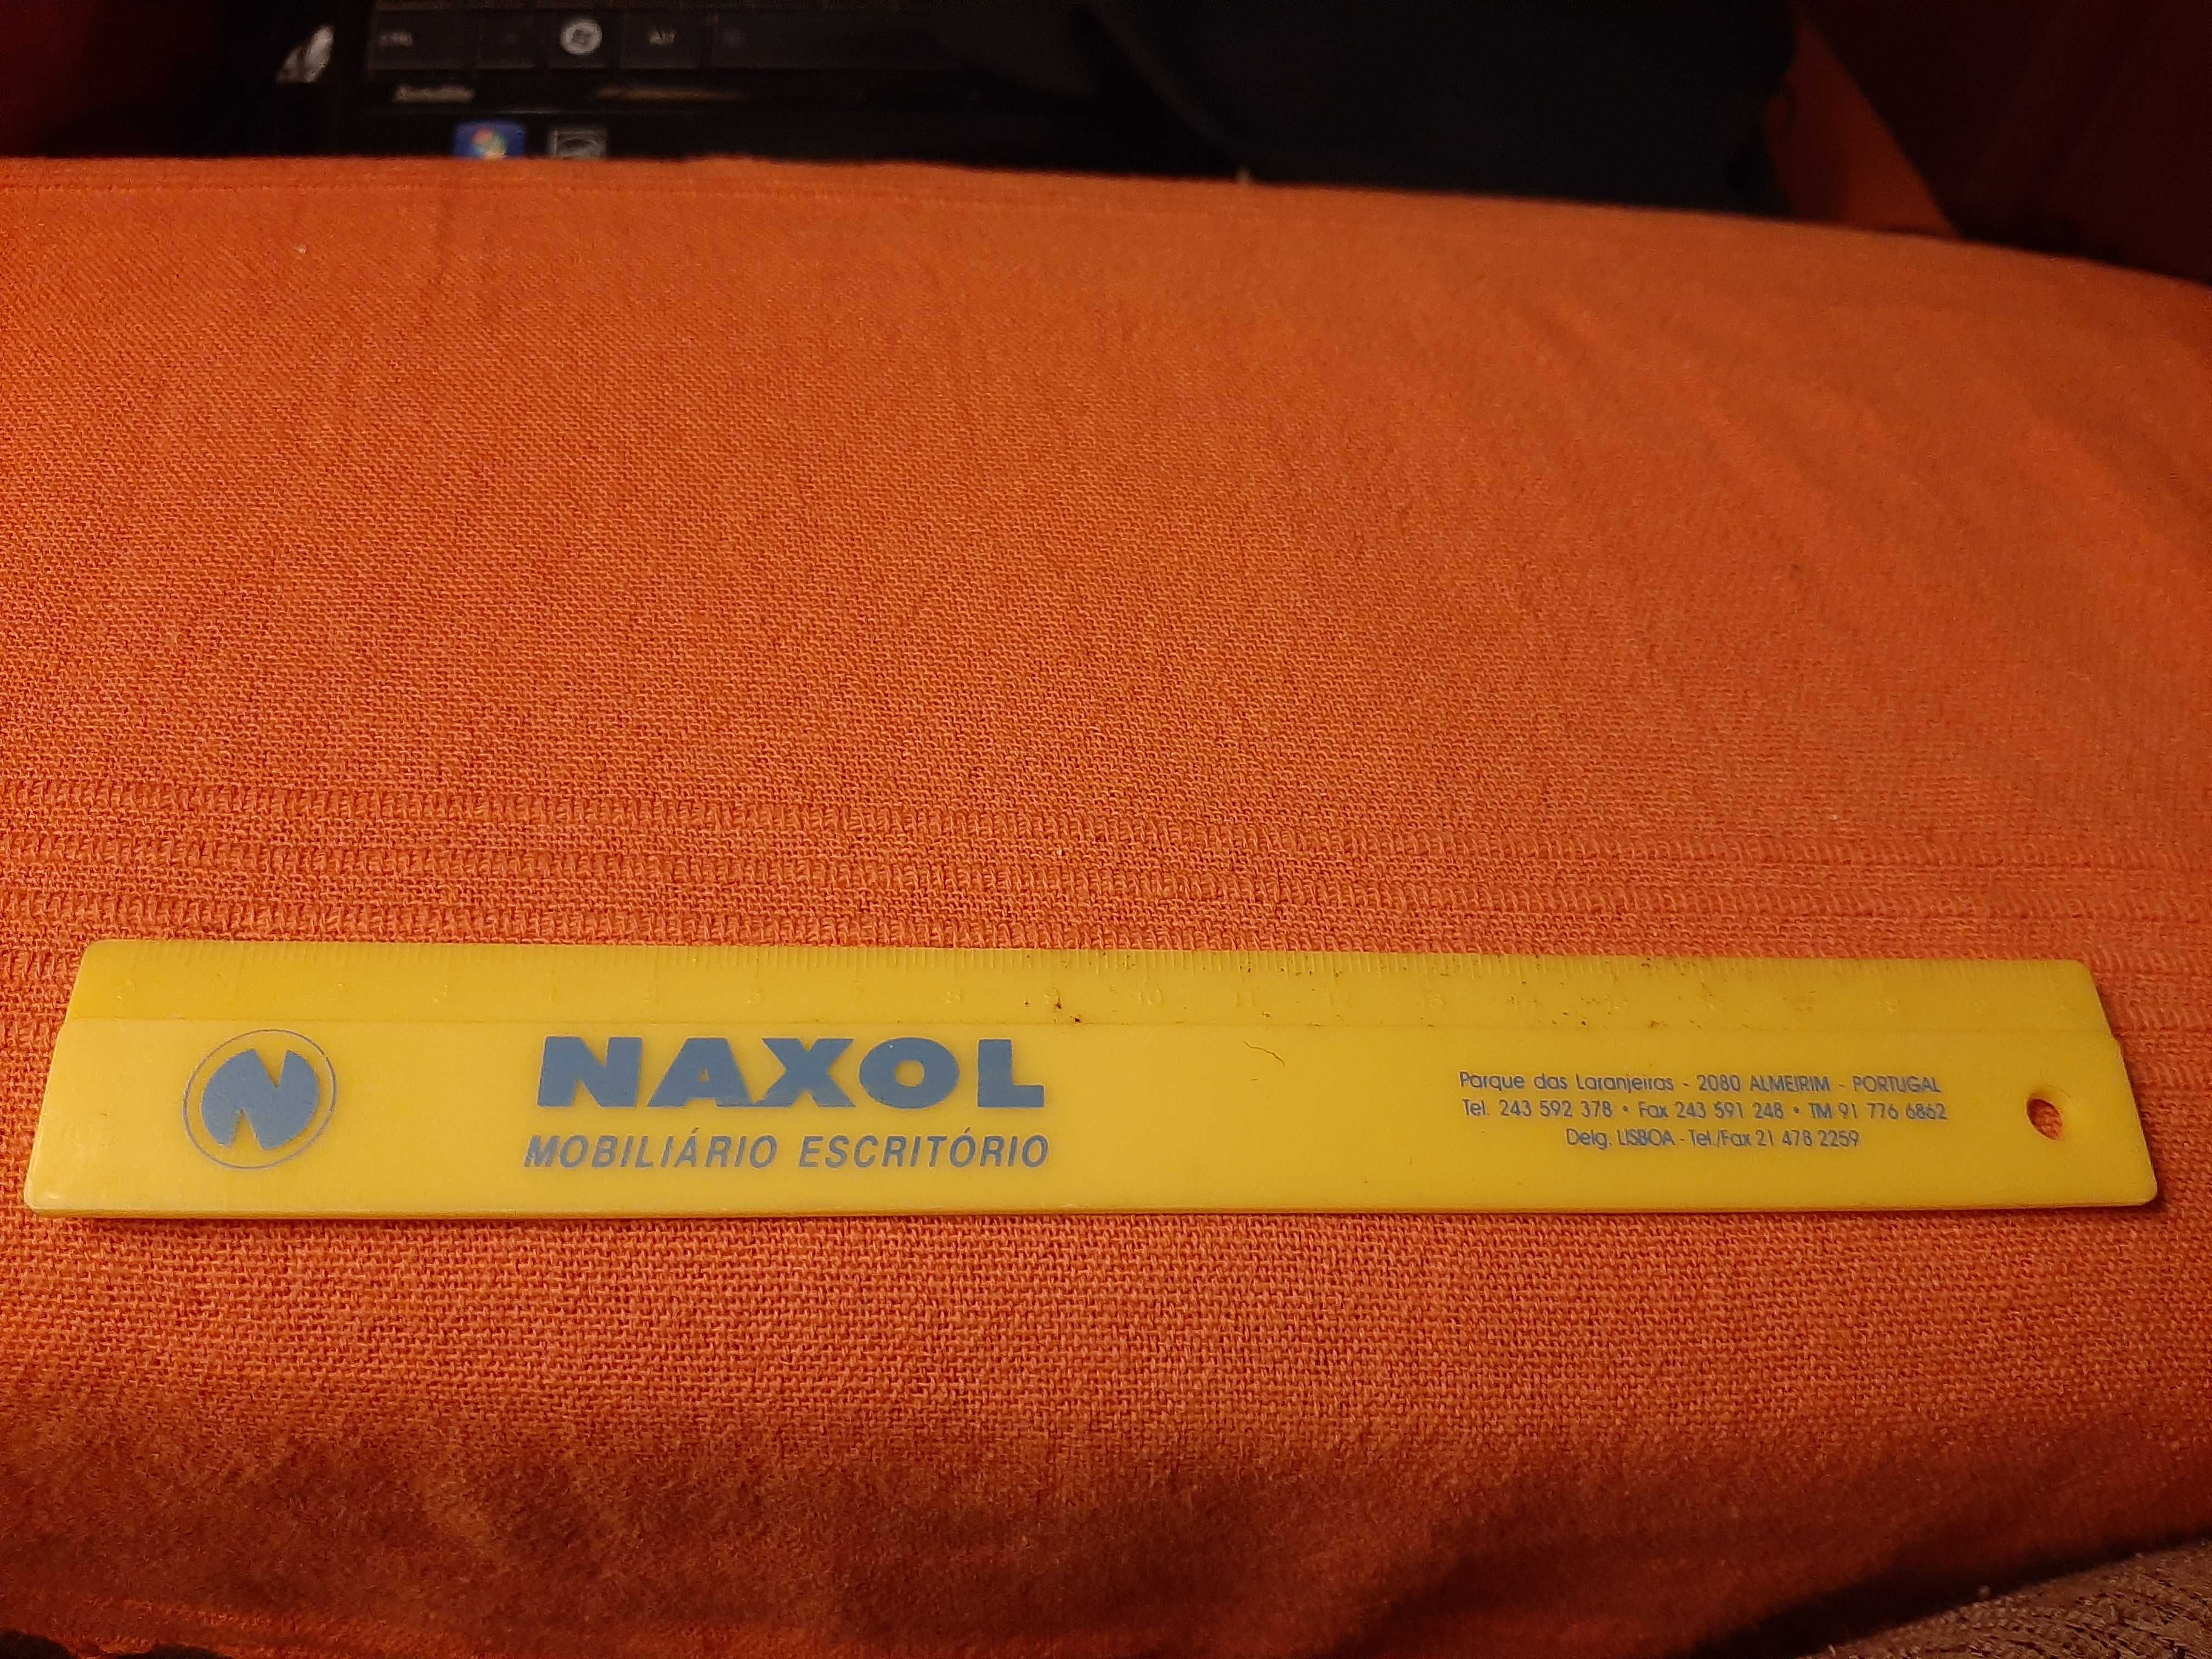 ALT
NAXOL
MOBILIÁRIO ESCRITÓRIO
Parque das Laranjeiras - 2080 ALMEIRIM - PORTUGAL
Tel. 243 592 378 • Fax 243 591 248 • TM 91 776 6862
Delg. LISBOA - Tel./Fax 21 478 2259